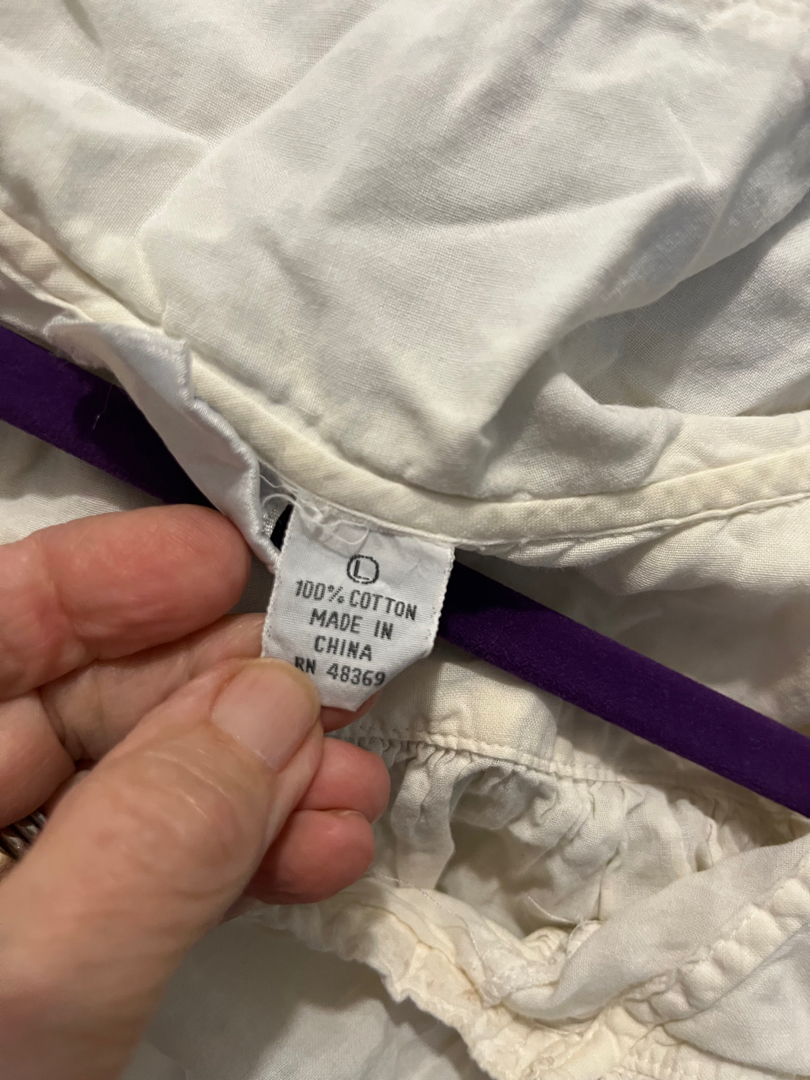 L
100% COTTON
MADE IN
CHINA
RN 48369